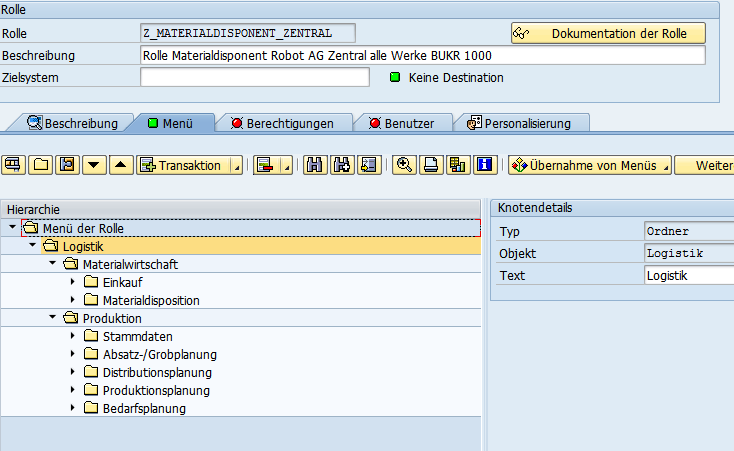 Rolle
Rolle Z_MATERIALDISPONENT_ZENTRAL Dokumentation der Rolle
Beschreibung Rolle Materialdisponent Robot AG Zentral alle Werke BUKR 1000
Zielsystem Keine Destination
Beschreibung Menü Berechtigungen Benutzer Personalisierung
Transaktion Übernahme von Menüs Weiter
Hierarchie
Menü der Rolle
Logistik
Materialwirtschaft
Einkauf
Materialdisposition
Produktion
Stammdaten
Absatz-/Grobplanung
Distributionsplanung
Produktionsplanung
Bedarfsplanung
Knotendetails
Typ Ordner
Objekt Logistik
Text Logistik